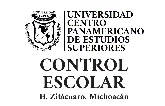 UNIVERSIDAD
CENTRO
PANAMERICANO
DE ESTUDIOS
SUPERIORES
CONTROL
ESCOLAR
H. Zitácuaro, Michoacán